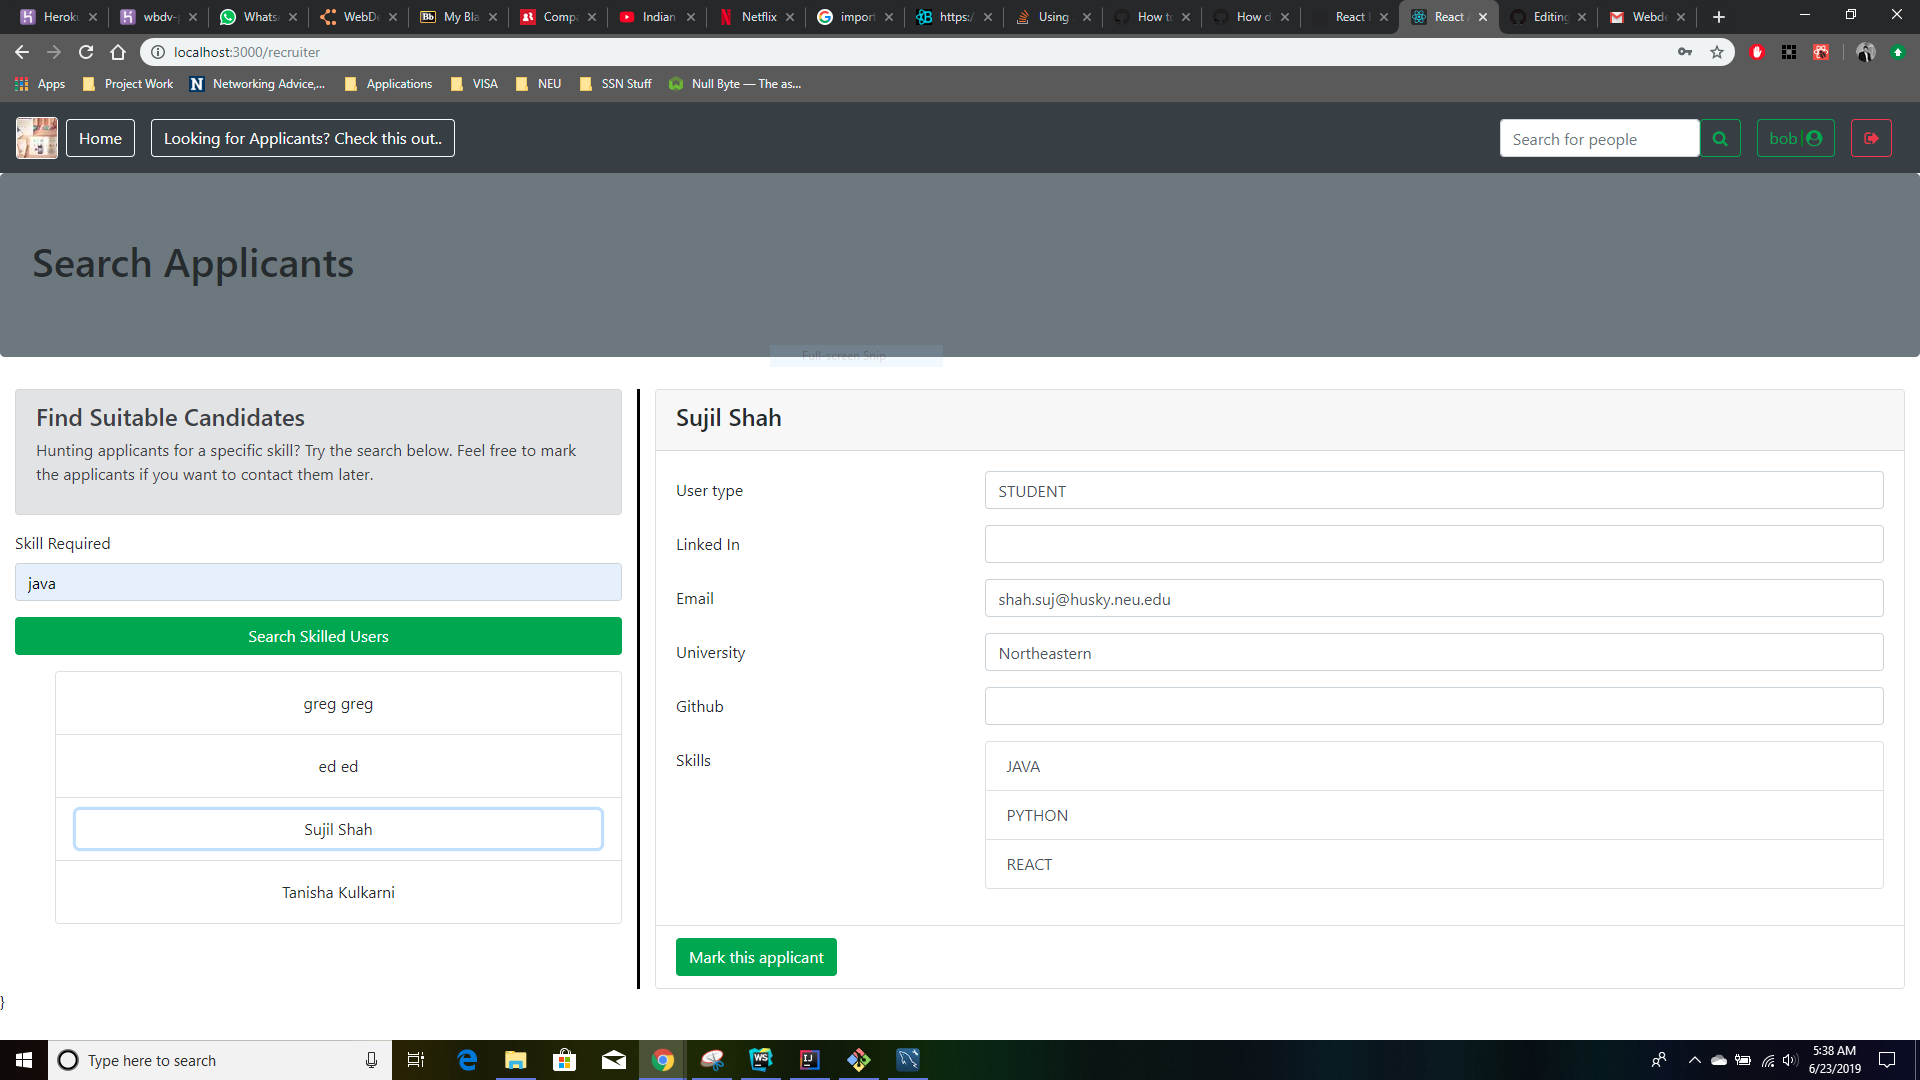 Heroku
wbdv-
Whats
WebDe
My Bla
Compa
Indian
Netflix
import
https:/
Using
How to
How d
React
React
Editing
Webde
localhost:3000/recruiter
Apps
Project Work
Networking Advice,...
Applications
VISA
NEU
SSN Stuff
Null Byte — The as...
Home
Looking for Applicants? Check this out..
Search for people
bob
Search Applicants
Full-screen Snip
Find Suitable Candidates
Hunting applicants for a specific skill? Try the search below. Feel free to mark
the applicants if you want to contact them later.
Skill Required
java
Search Skilled Users
greg greg
ed ed
Sujil Shah
Tanisha Kulkarni
Sujil Shah
User type
STUDENT
Linked In
Email
shah.suj@husky.neu.edu
University
Northeastern
Github
Skills
JAVA
PYTHON
REACT
Mark this applicant
}
Type here to search
5:38 AM
6/23/2019